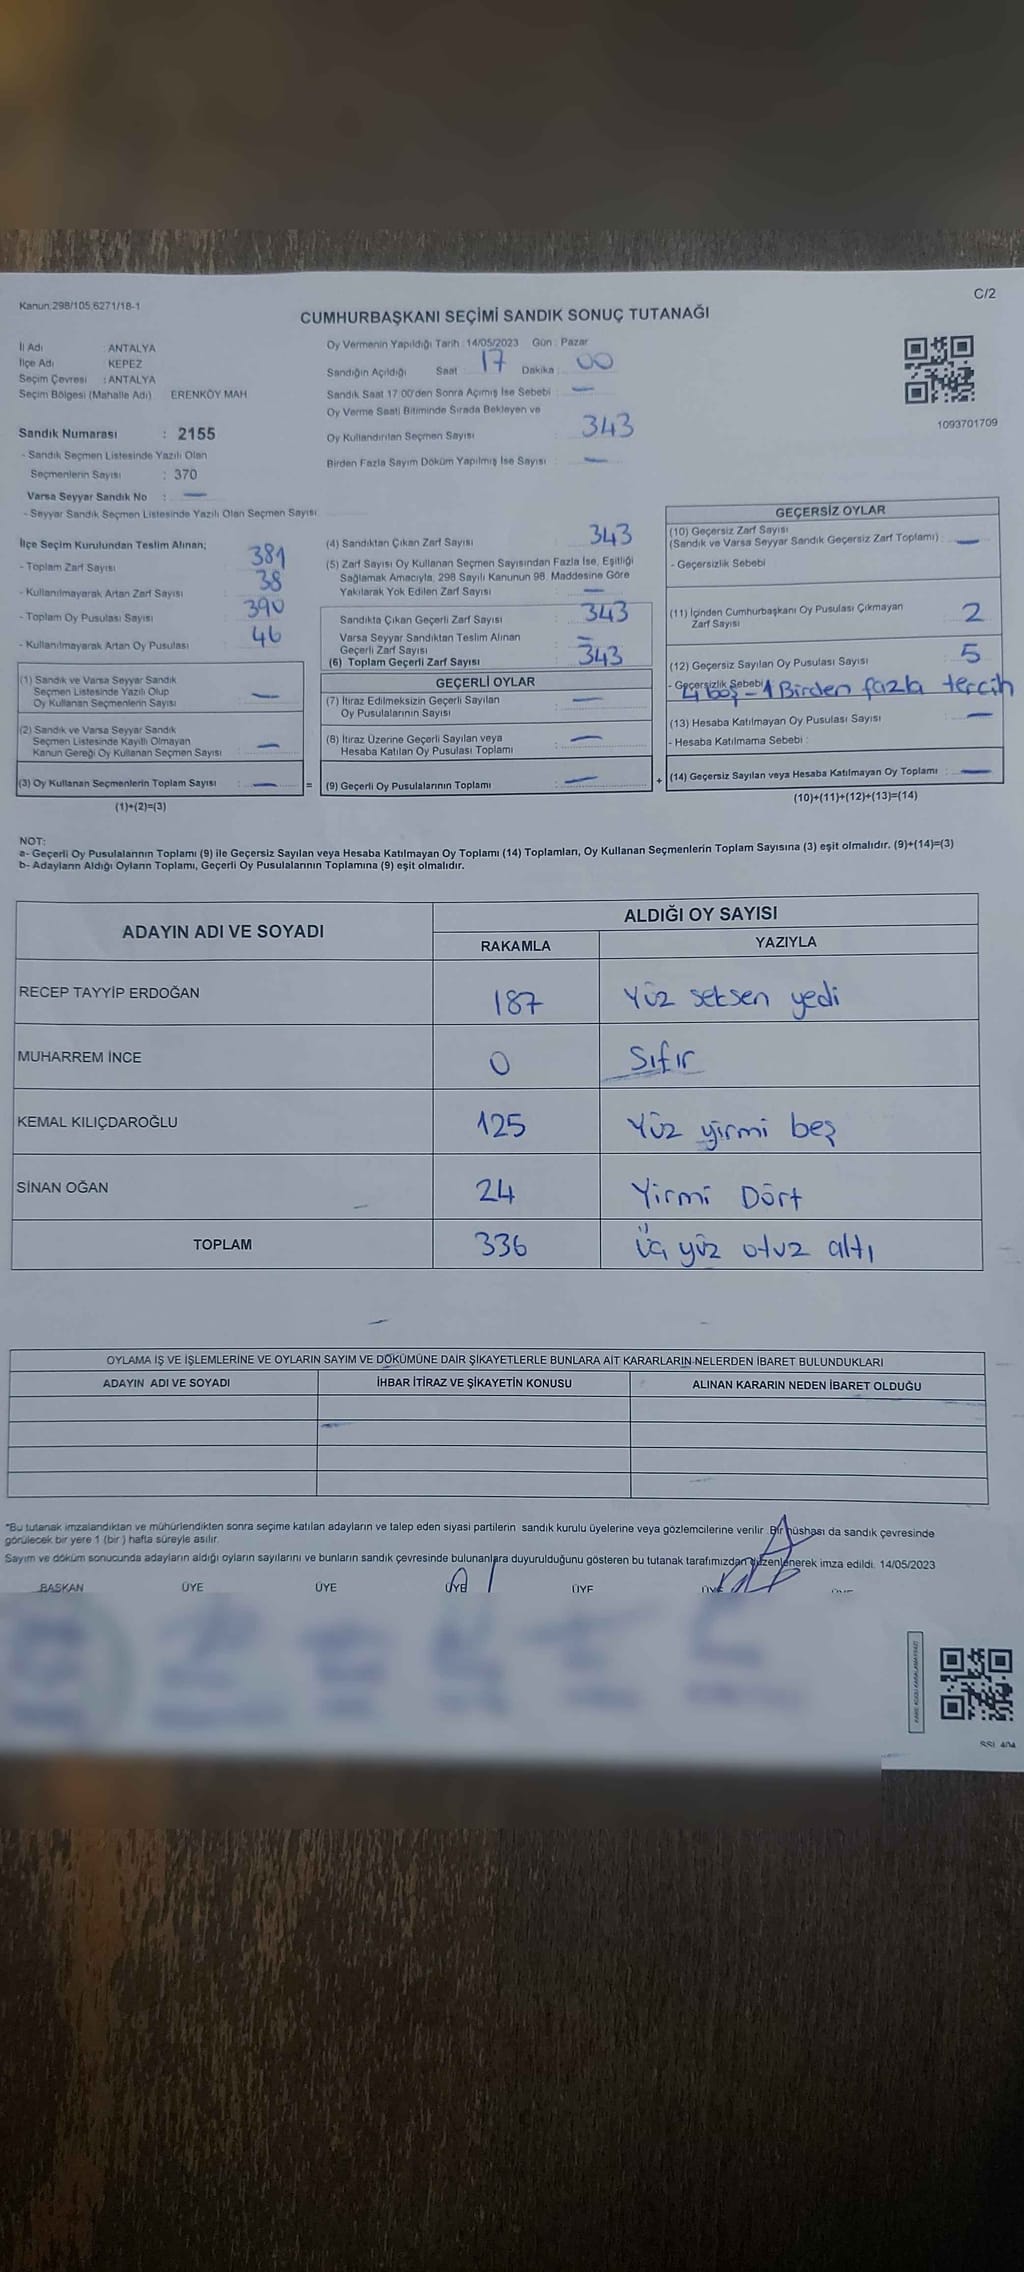 Kanun 298/105,6271/18-1
C/2
CUMHURBAŞKANI SEÇİMİ SANDIK SONUÇ TUTANAĞI
İl Adı : ANTALYA
İlçe Adı : KEPEZ
Seçim Çevresi : ANTALYA
Seçim Bölgesi (Mahalle Adı) ERENKÖY MAH
Sandık Numarası : 2155
- Sandık Seçmen Listesinde Yazılı Olan
Seçmenlerin Sayısı : 370
Varsa Seyyar Sandık No : —
- Seyyar Sandık Seçmen Listesinde Yazılı Olan Seçmen Sayısı
Oy Vermenin Yapıldığı Tarih : 14/05/2023 Gün : Pazar
Sandığın Açıldığı Saat 17 Dakika : 00
Sandık Saat 17:00'den Sonra Açımış İse Sebebi : —
Oy Verme Saati Bitiminde Sırada Bekleyen ve
Oy Kullandırılan Seçmen Sayısı : 343
Birden Fazla Sayım Döküm Yapılmış İse Sayısı : —
1093701709
İlçe Seçim Kurulundan Teslim Alınan;
- Toplam Zarf Sayısı : 381
- Kullanılmayarak Artan Zarf Sayısı : 38
- Toplam Oy Pusulası Sayısı : 390
- Kullanılmayarak Artan Oy Pusulası : 46
(1) Sandık ve Varsa Seyyar Sandık
Seçmen Listesinde Yazılı Olup
Oy Kullanan Seçmenlerin Sayısı : —
(2) Sandık ve Varsa Seyyar Sandık
Seçmen Listesinde Kayıtlı Olmayan
Kanun Gereği Oy Kullanan Seçmen Sayısı : —
(3) Oy Kullanan Seçmenlerin Toplam Sayısı : — =
(1)+(2)=(3)
(4) Sandıktan Çıkan Zarf Sayısı : 343
(5) Zarf Sayısı Oy Kullanan Seçmen Sayısından Fazla İse, Eşitliği
Sağlamak Amacıyla, 298 Sayılı Kanunun 98. Maddesine Göre
Yakılarak Yok Edilen Zarf Sayısı : —
Sandıkta Çıkan Geçerli Zarf Sayısı : 343
Varsa Seyyar Sandıktan Teslim Alınan
Geçerli Zarf Sayısı : —
(6) Toplam Geçerli Zarf Sayısı : 343
GEÇERLİ OYLAR
(7) İtiraz Edilmeksizin Geçerli Sayılan
Oy Pusulalarının Sayısı : —
(8) İtiraz Üzerine Geçerli Sayılan veya
Hesaba Katılan Oy Pusulası Toplamı : —
(9) Geçerli Oy Pusulalarının Toplamı : — +
GEÇERSİZ OYLAR
(10) Geçersiz Zarf Sayısı
(Sandık ve Varsa Seyyar Sandık Geçersiz Zarf Toplamı) : —
- Geçersizlik Sebebi
(11) İçinden Cumhurbaşkanı Oy Pusulası Çıkmayan
Zarf Sayısı : 2
(12) Geçersiz Sayılan Oy Pusulası Sayısı : 5
- Geçersizlik Sebebi 4 boş - 1 Birden fazla tercih
(13) Hesaba Katılmayan Oy Pusulası Sayısı : —
- Hesaba Katılmama Sebebi :
(14) Geçersiz Sayılan veya Hesaba Katılmayan Oy Toplamı : —
(10)+(11)+(12)+(13)=(14)
NOT:
a- Geçerli Oy Pusulalarının Toplamı (9) ile Geçersiz Sayılan veya Hesaba Katılmayan Oy Toplamı (14) Toplamları, Oy Kullanan Seçmenlerin Toplam Sayısına (3) eşit olmalıdır. (9)+(14)=(3)
b- Adayların Aldığı Oyların Toplamı, Geçerli Oy Pusulalarının Toplamına (9) eşit olmalıdır.
ADAYIN ADI VE SOYADI ALDIĞI OY SAYISI
RAKAMLA YAZIYLA
RECEP TAYYİP ERDOĞAN 187 Yüz seksen yedi
MUHARREM İNCE 0 Sıfır
KEMAL KILIÇDAROĞLU 125 Yüz yirmi beş
SİNAN OĞAN 24 Yirmi Dört
TOPLAM 336 Üç yüz otuz altı
OYLAMA İŞ VE İŞLEMLERİNE VE OYLARIN SAYIM VE DÖKÜMÜNE DAİR ŞİKAYETLERLE BUNLARA AİT KARARLARIN NELERDEN İBARET BULUNDUKLARI
ADAYIN ADI VE SOYADI İHBAR İTİRAZ VE ŞİKAYETİN KONUSU ALINAN KARARIN NEDEN İBARET OLDUĞU
*Bu tutanak imzalandıktan ve mühürlendikten sonra seçime katılan adayların ve talep eden siyasi partilerin sandık kurulu üyelerine veya gözlemcilerine verilir. Bir nüshası da sandık çevresinde
görülecek bir yere 1 (bir ) hafta süreyle asılır.
Sayım ve döküm sonucunda adayların aldığı oyların sayılarını ve bunların sandık çevresinde bulunanlara duyurulduğunu gösteren bu tutanak tarafımızdan düzenlenerek imza edildi. 14/05/2023
BAŞKAN ÜYE ÜYE ÜYE ÜYE ÜYE